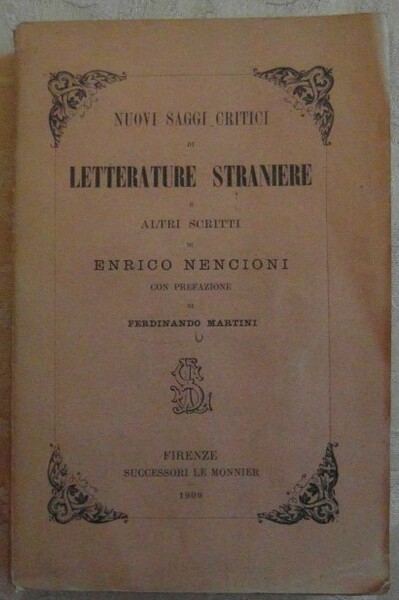 NUOVI SAGGI CRITICI
DI
LETTERATURE STRANIERE
E
ALTRI SCRITTI
DI
ENRICO NENCIONI
CON PREFAZIONE
DI
FERDINANDO MARTINI
FIRENZE
SUCCESSORI LE MONNIER
1909